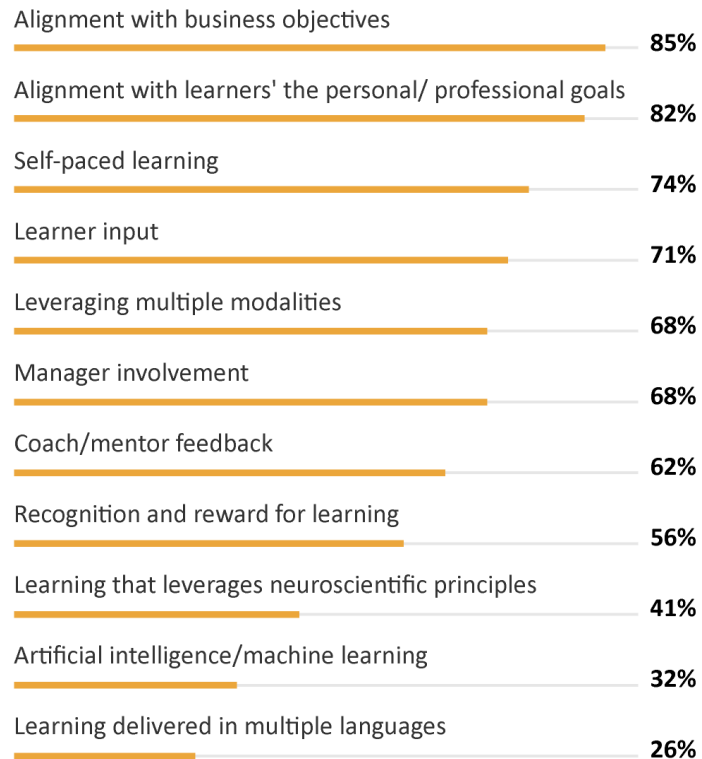 Alignment with business objectives
85%
Alignment with learners' the personal/ professional goals
82%
Self-paced learning
74%
Learner input
71%
Leveraging multiple modalities
68%
Manager involvement
68%
Coach/mentor feedback
62%
Recognition and reward for learning
56%
Learning that leverages neuroscientific principles
41%
Artificial intelligence/machine learning
32%
Learning delivered in multiple languages
26%